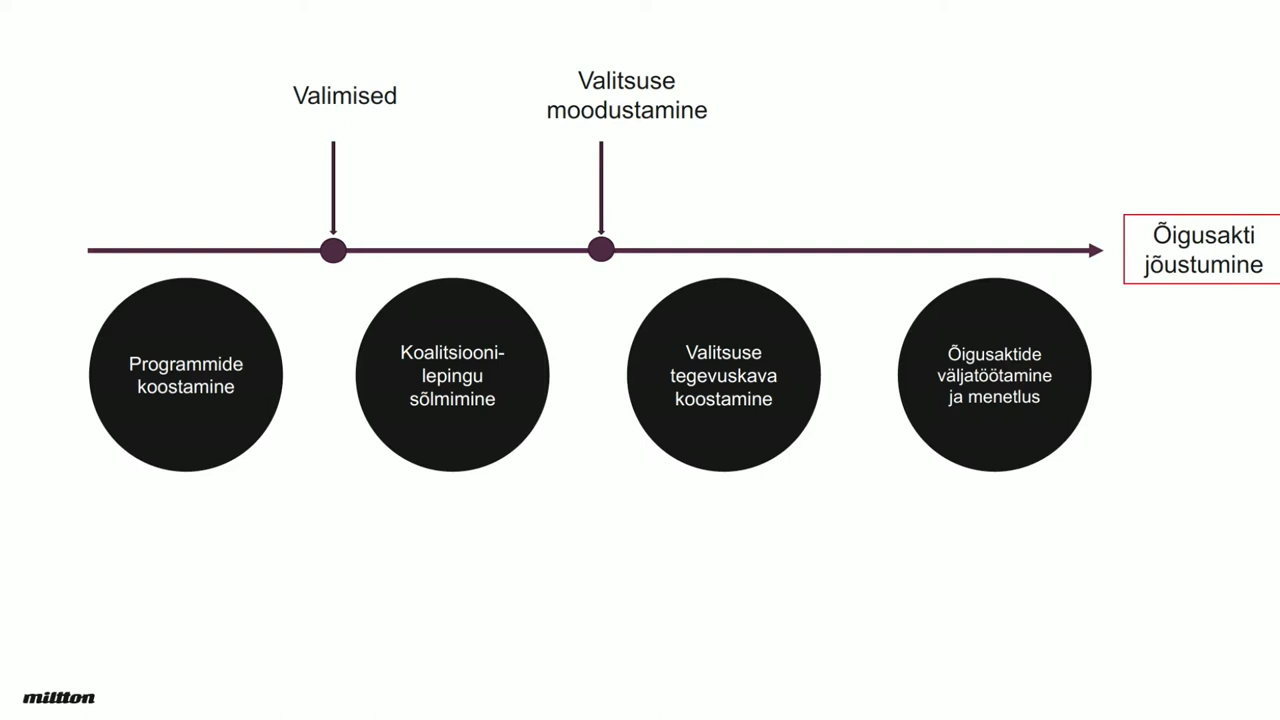 Valimised
Valitsuse
moodustamine
Õigusakti
jõustumine
Programmide
koostamine
Koalitsiooni-
lepingu
sõlmimine
Valitsuse
tegevuskava
koostamine
Õigusaktide
väljatöötamine
ja menetlus
miltton